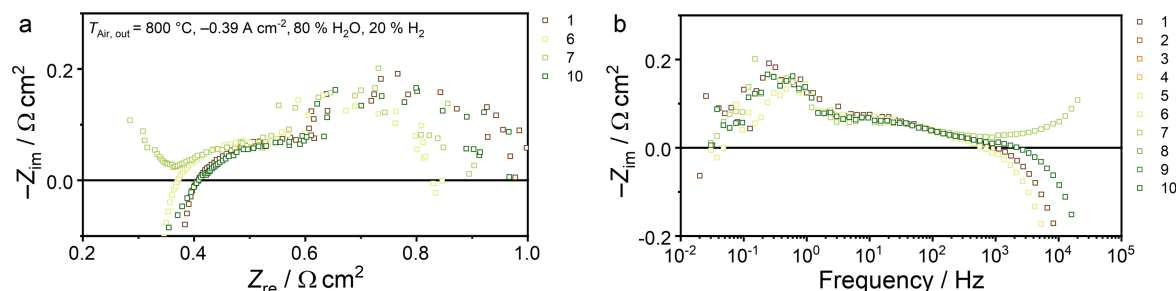 a
T_Air, out = 800 °C, –0.39 A cm⁻², 80 % H₂O, 20 % H₂
–Z_im / Ω cm²
0.2
0.0
0.2 0.4 0.6 0.8 1.0
Z_re / Ω cm²
1
6
7
10
b
–Z_im / Ω cm²
0.2
0.0
-0.2
10⁻² 10⁻¹ 10⁰ 10¹ 10² 10³ 10⁴ 10⁵
Frequency / Hz
1
2
3
4
5
6
7
8
9
10